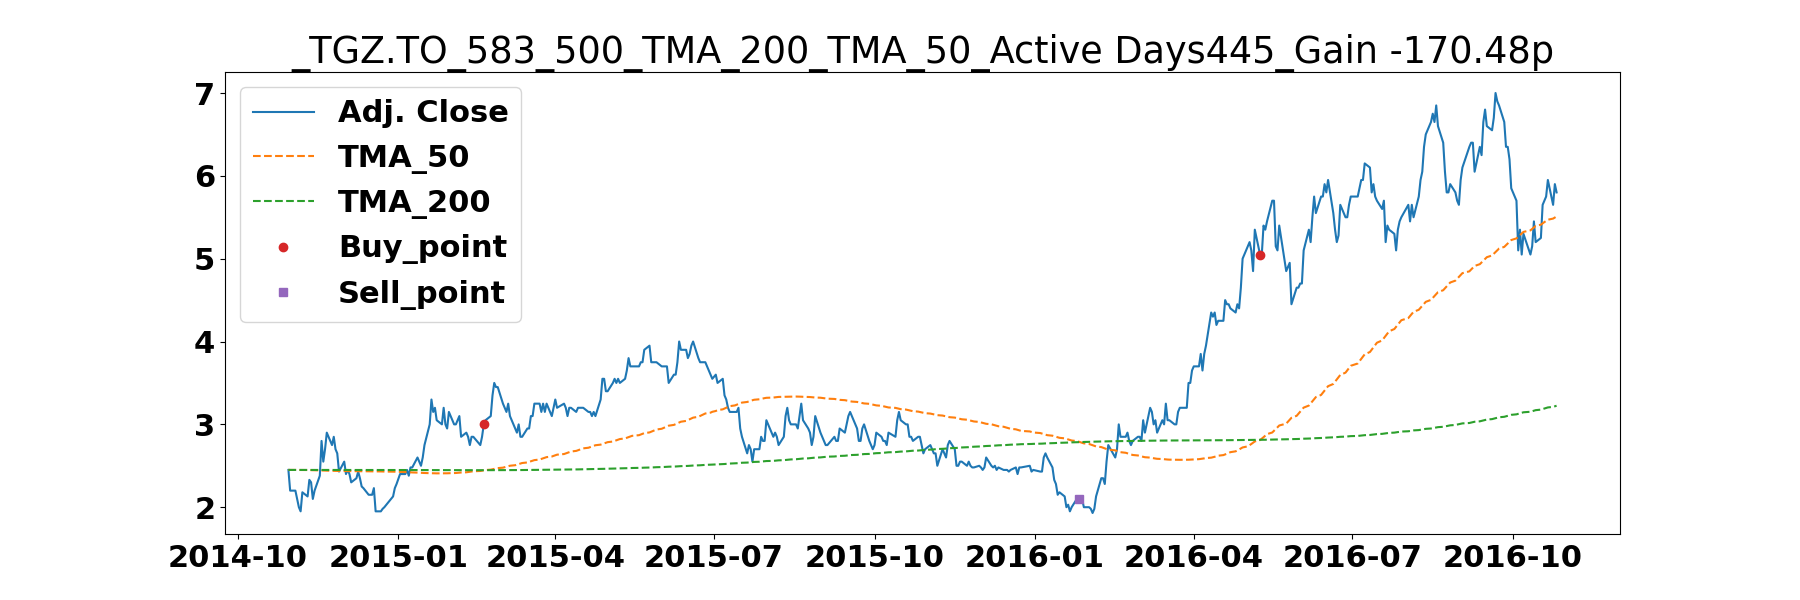 _TGZ.TO_583_500_TMA_200_TMA_50_Active Days445_Gain -170.48p
7
6
5
4
3
2
Adj. Close
TMA_50
TMA_200
Buy_point
Sell_point
2014-10 2015-01 2015-04 2015-07 2015-10 2016-01 2016-04 2016-07 2016-10